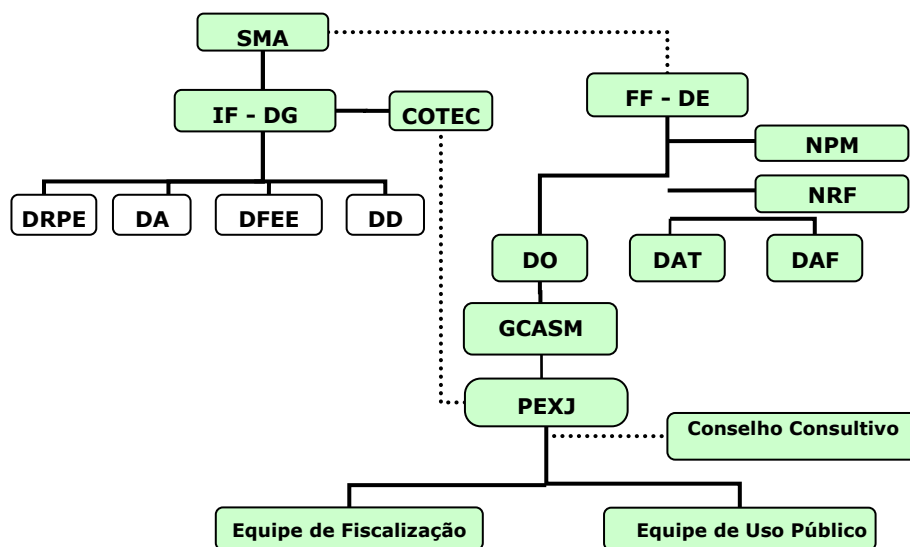 SMA
FF - DE
IF - DG
COTEC
NPM
NRF
DRPE
DA
DFEE
DD
DO
DAT
DAF
GCASM
PEXJ
Conselho Consultivo
Equipe de Fiscalização
Equipe de Uso Público